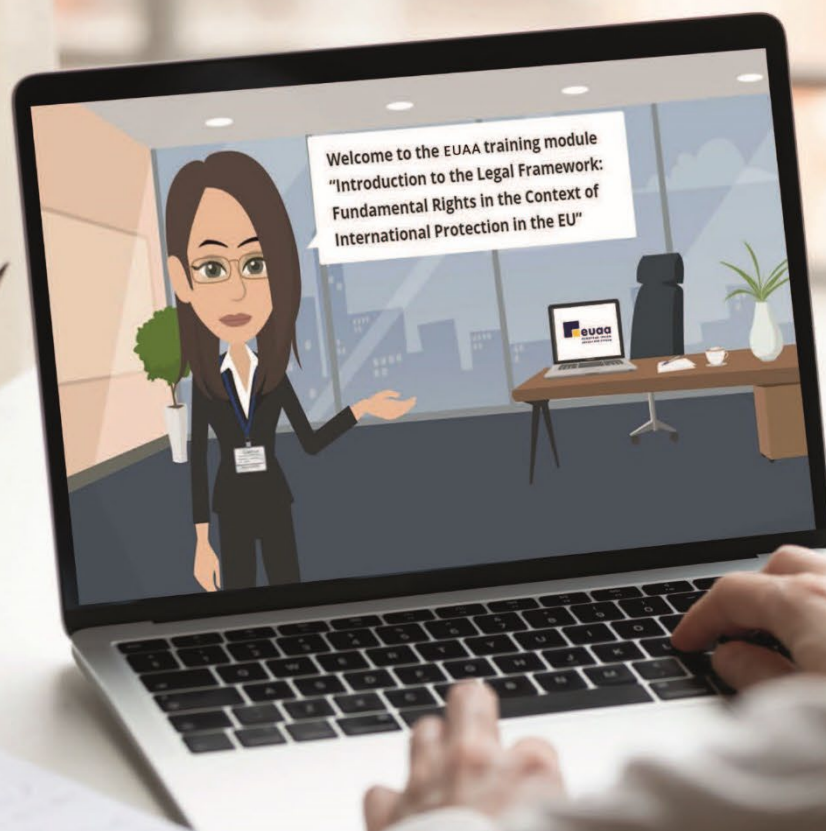 Welcome to the EUAA training module
“Introduction to the Legal Framework:
Fundamental Rights in the Context of
International Protection in the EU”
euaa